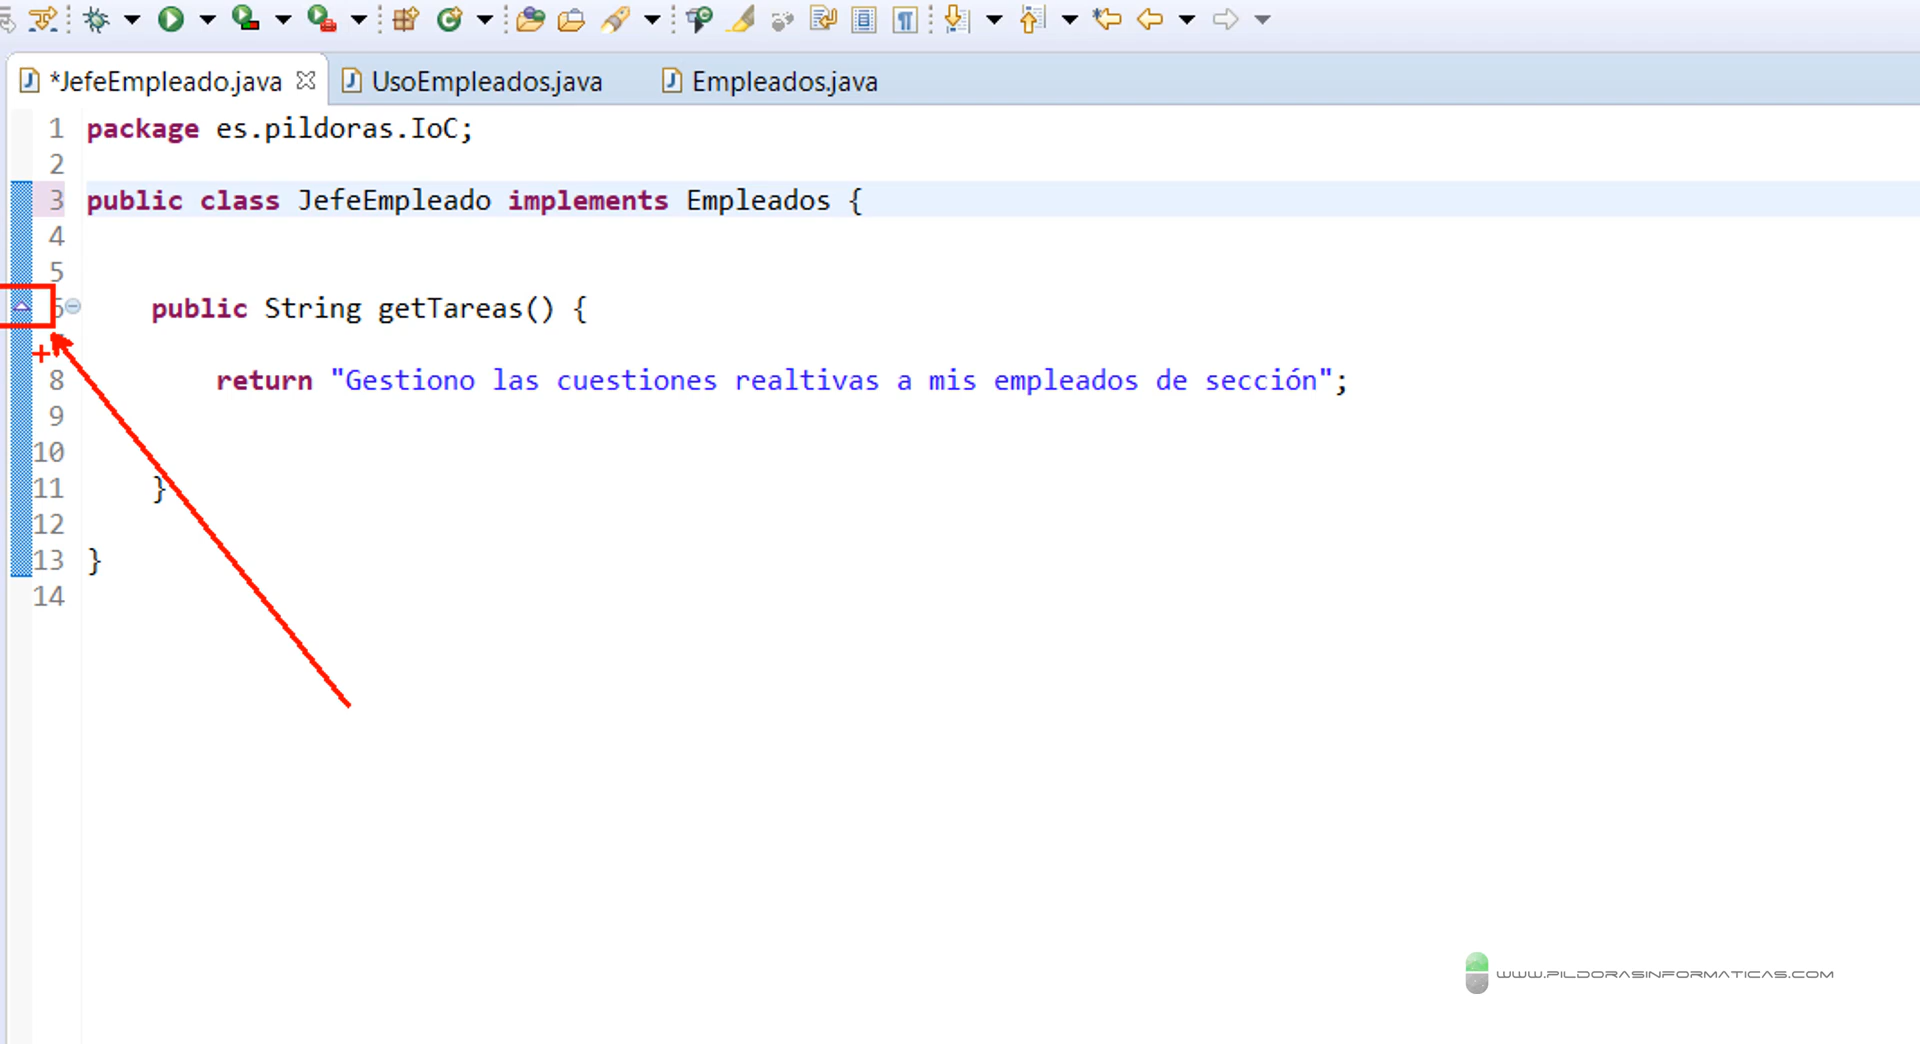 *JefeEmpleado.java UsoEmpleados.java Empleados.java
1 package es.pildoras.IoC;
2
3 public class JefeEmpleado implements Empleados {
4
5
6 public String getTareas() {
8 return "Gestiono las cuestiones realtivas a mis empleados de sección";
9
10
11 }
12
13 }
14
WWW.PILDORASINFORMATICAS.COM